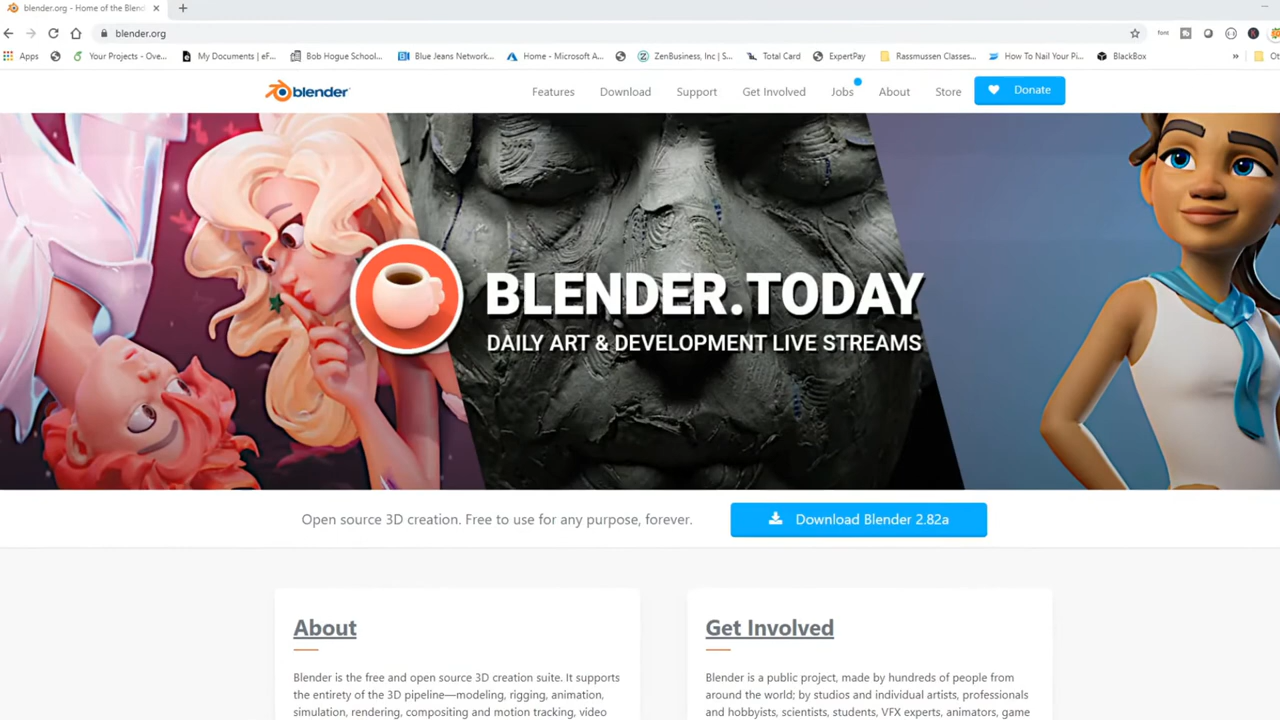 blender.org - Home of the Blend
blender.org
Apps
Your Projects - Ove...
My Documents | eF...
Bob Hogue School...
Blue Jeans Network...
Home - Microsoft A...
ZenBusiness, Inc | S...
Total Card
ExpertPay
Rasmussen Classes...
How To Nail Your Pi...
BlackBox
»
Ot
blender
Features
Download
Support
Get Involved
Jobs
About
Store
Donate
BLENDER.TODAY
DAILY ART & DEVELOPMENT LIVE STREAMS
Open source 3D creation. Free to use for any purpose, forever.
Download Blender 2.82a
About
Blender is the free and open source 3D creation suite. It supports
the entirety of the 3D pipeline—modeling, rigging, animation,
simulation, rendering, compositing and motion tracking, video
Get Involved
Blender is a public project, made by hundreds of people from
around the world; by studios and individual artists, professionals
and hobbyists, scientists, students, VFX experts, animators, game